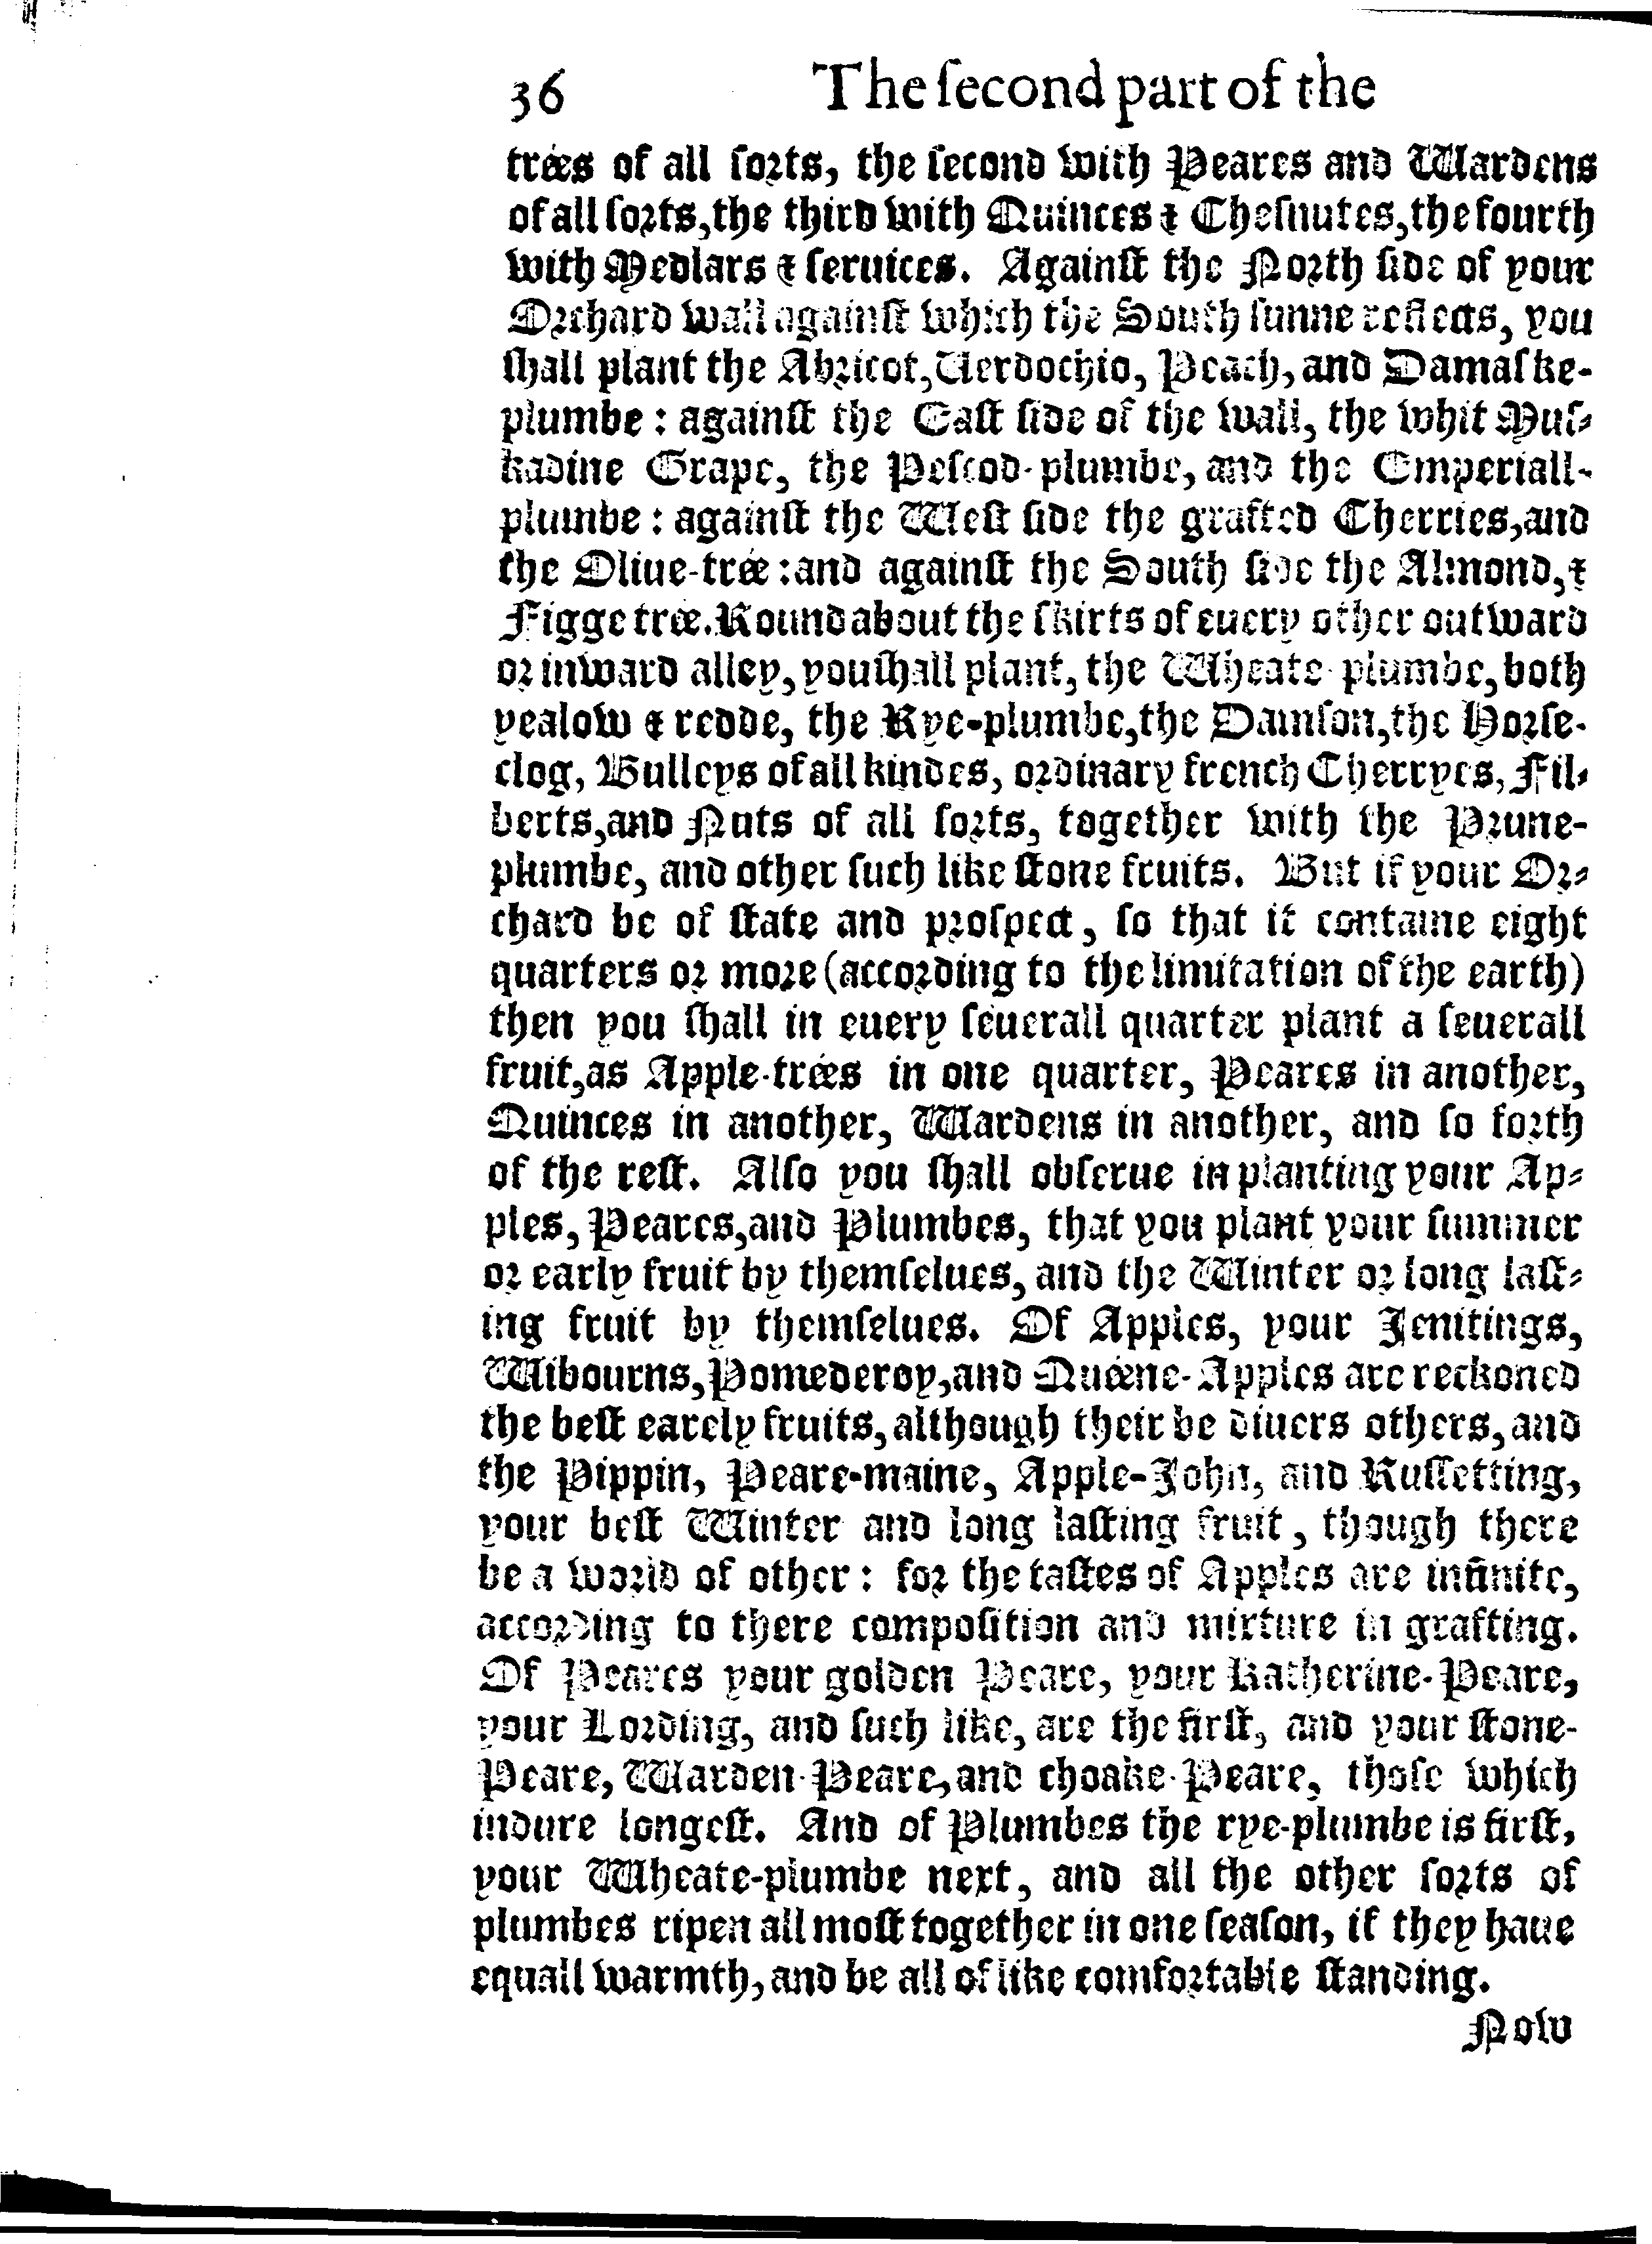 36 The ſecond part of the
trées of all ſorts, the ſecond with Peares and Wardens
of all ſorts, the third with Quinces & Cheſnutes, the fourth
with Medlars & ſeruices. Againſt the North ſide of your
Orchard wall againſt which the South ſunne reflects, you
ſhall plant the Abricot, Uerdochio, Peach, and Damaſke-
plumbe: againſt the Eaſt ſide of the wall, the whit Muſ-
kadine Grape, the Peſcod-plumbe, and the Emperiall-
plumbe: againſt the Weſt ſide the grafted Cherries, and
the Oliue-trée: and againſt the South ſide the Almond, &
Figge trée. Round about the ſkirts of euery other outward
or inward alley, you ſhall plant, the Wheate-plumbe, both
yealow & redde, the Rye-plumbe, the Damſon, the Horſe-
clog, Bulleys of all kindes, ordinary french Cherryes, Fil-
berts, and Nuts of all ſorts, together with the Prune-
plumbe, and other ſuch like ſtone fruits. But if your Or-
chard be of ſtate and proſpect, ſo that it containe eight
quarters or more (according to the limitation of the earth)
then you ſhall in euery ſeuerall quarter plant a ſeuerall
fruit, as Apple-trées in one quarter, Peares in another,
Quinces in another, Wardens in another, and ſo forth
of the reſt. Alſo you ſhall obſerue in planting your Ap-
ples, Peares, and Plumbes, that you plant your ſummer
or early fruit by themſelues, and the Winter or long laſt-
ing fruit by themſelues. Of Apples, your Jenitings,
Wibourns, Pomederoy, and Quéene-Apples are reckoned
the beſt earely fruits, although their be diuers others, and
the Pippin, Peare-maine, Apple-John, and Ruſſetting,
your beſt Winter and long laſting fruit, though there
be a world of other: for the taſtes of Apples are infinite,
according to there compoſition and mixture in grafting.
Of Peares your golden Peare, your Katherine-Peare,
your Lording, and ſuch like, are the firſt, and your ſtone-
Peare, Warden-Peare, and choake-Peare, thoſe which
indure longeſt. And of Plumbes the rye-plumbe is firſt,
your Wheate-plumbe next, and all the other ſorts of
plumbes ripen all moſt together in one ſeaſon, if they haue
equall warmth, and be all of like comfortable ſtanding.
Now